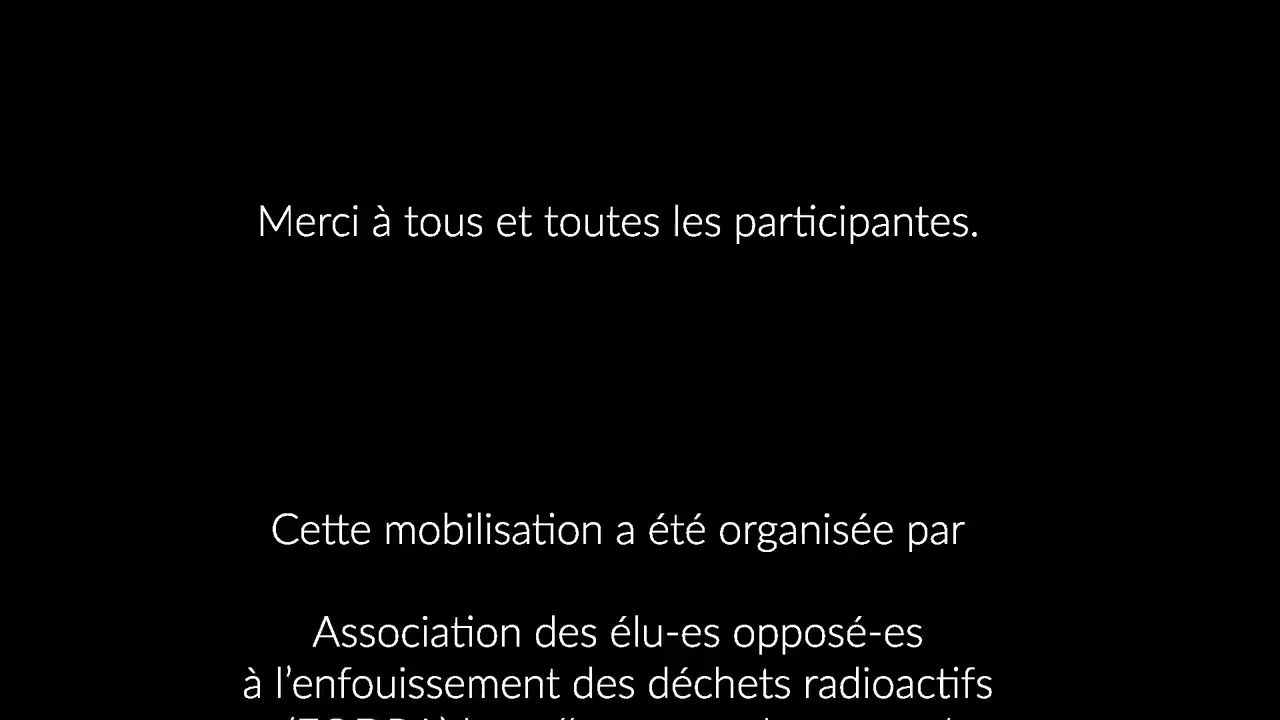 Merci à tous et toutes les participantes.
Cette mobilisation a été organisée par
Association des élu-es opposé-es
à l’enfouissement des déchets radioactifs